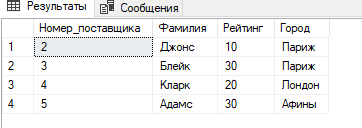 Результаты Сообщения
Номер_поставщика Фамилия Рейтинг Город
1 2 Джонс 10 Париж
2 3 Блейк 30 Париж
3 4 Кларк 20 Лондон
4 5 Адамс 30 Афины